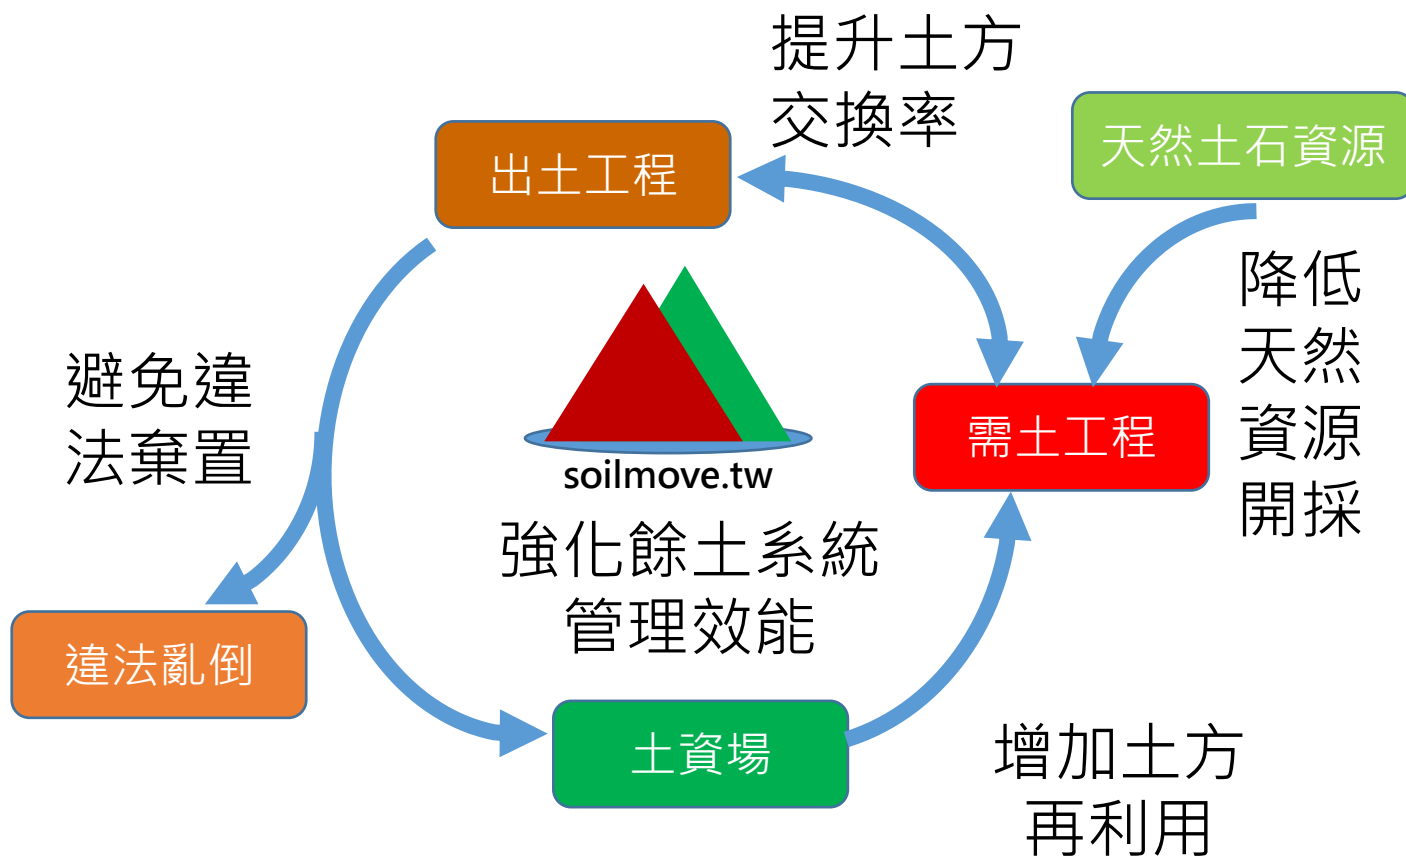 提升土方
交換率
出土工程
天然土石資源
降低
天然
資源
開採
避免違
法棄置
需土工程
soilmove.tw
強化餘土系統
管理效能
違法亂倒
土資場
增加土方
再利用